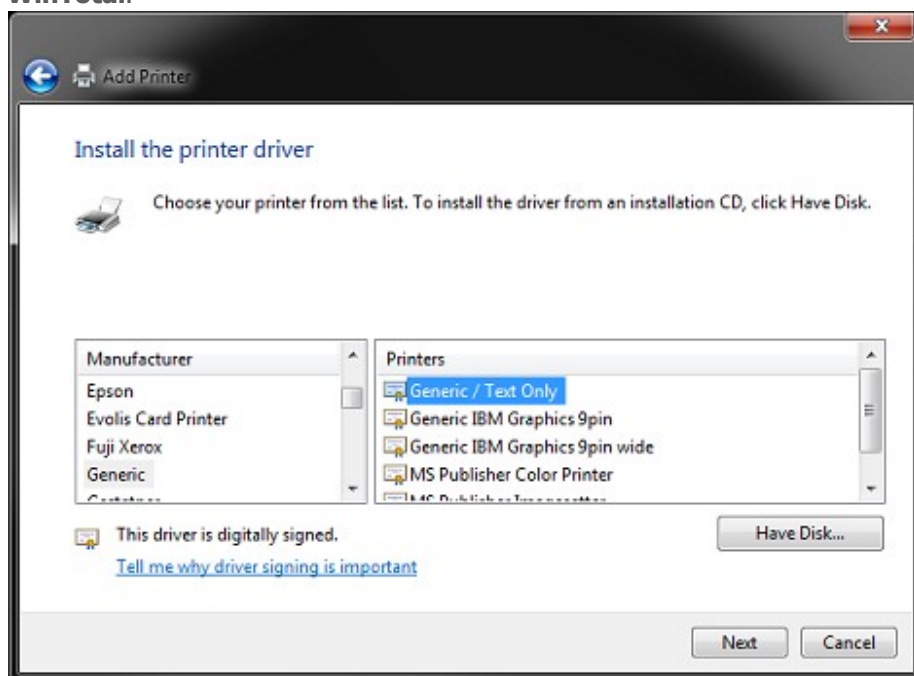 Add Printer
Install the printer driver
Choose your printer from the list. To install the driver from an installation CD, click Have Disk.
Manufacturer
Epson
Evolis Card Printer
Fuji Xerox
Generic
Printers
Generic / Text Only
Generic IBM Graphics 9pin
Generic IBM Graphics 9pin wide
MS Publisher Color Printer
This driver is digitally signed.
Tell me why driver signing is important
Have Disk...
Next
Cancel